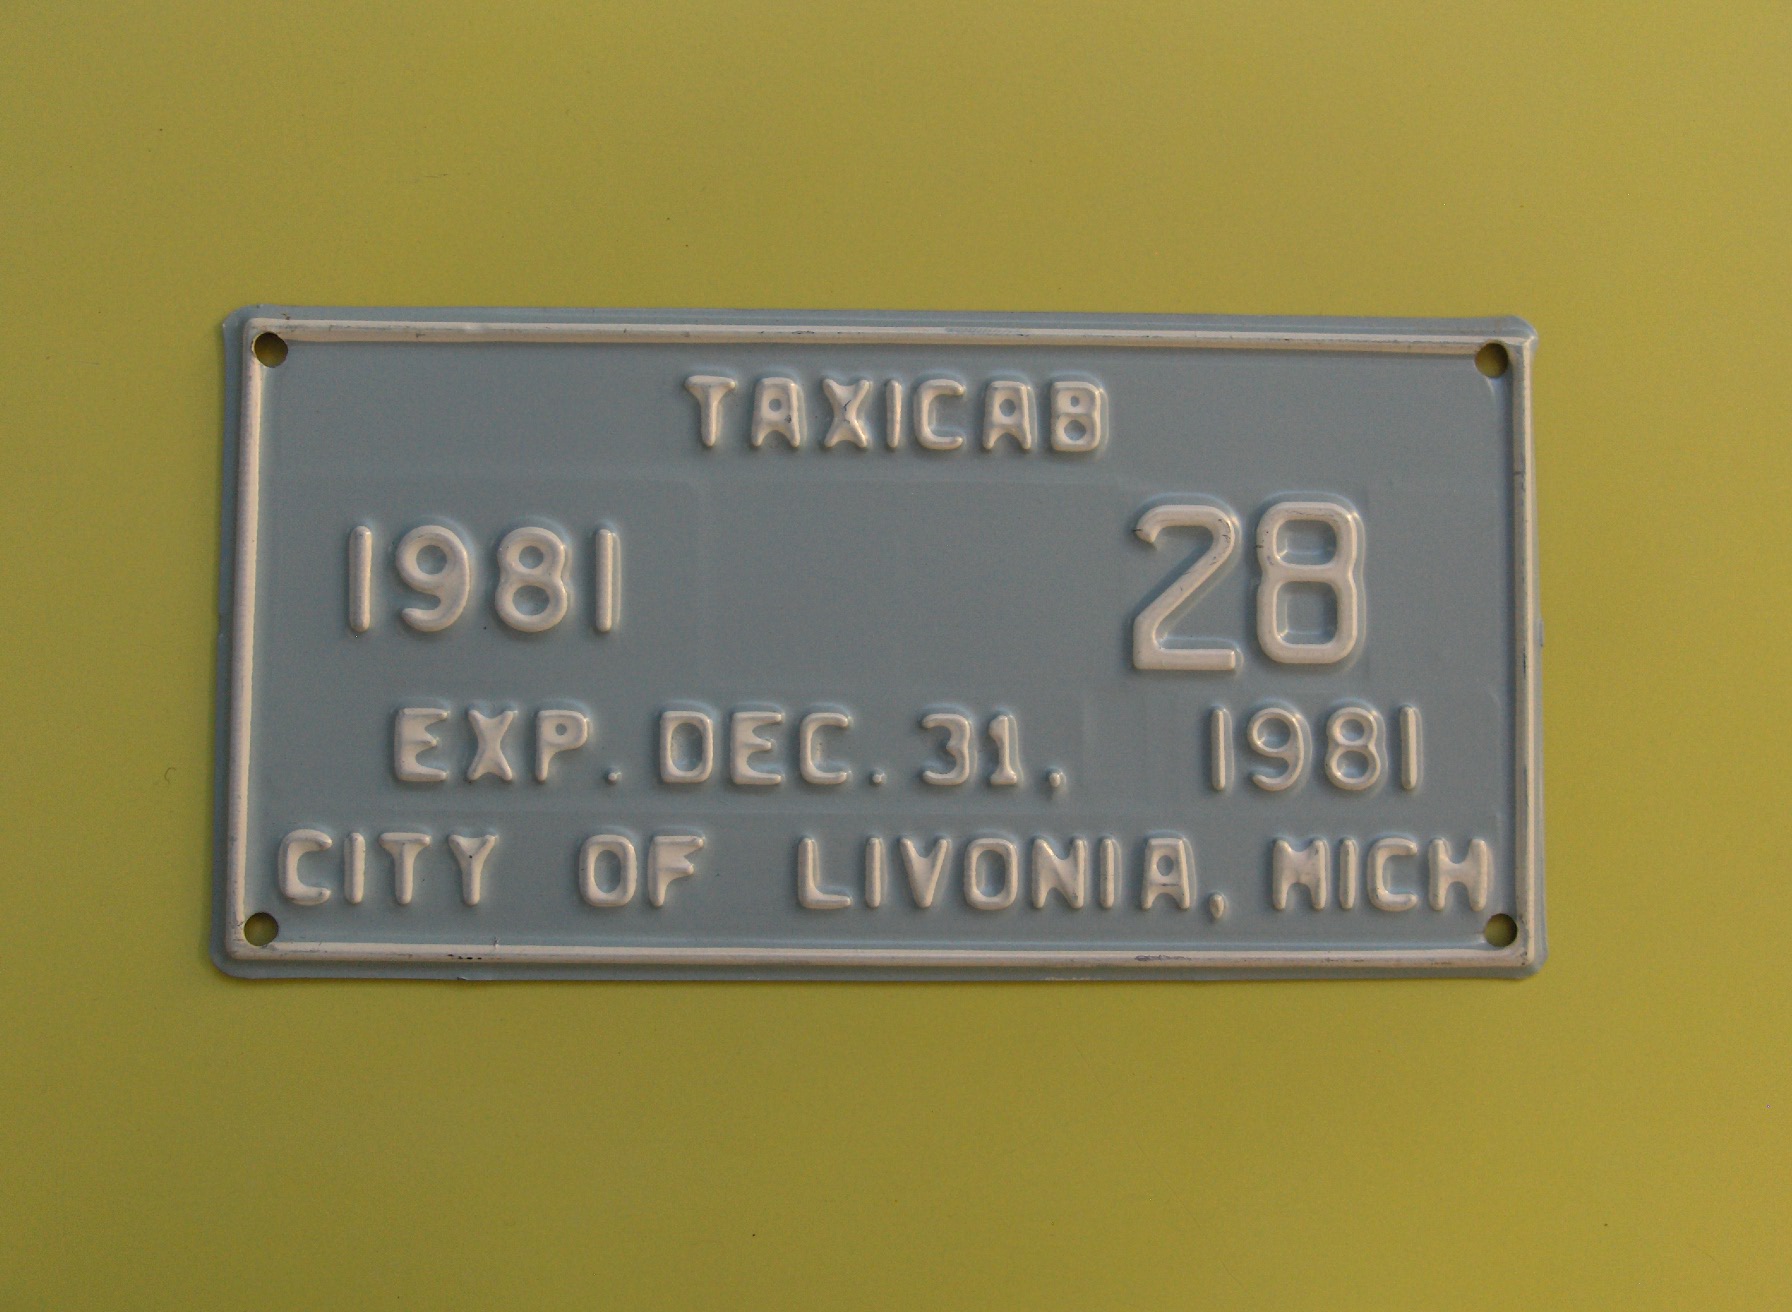 TAXICAB
1981 28
EXP. DEC. 31, 1981
CITY OF LIVONIA, MICH